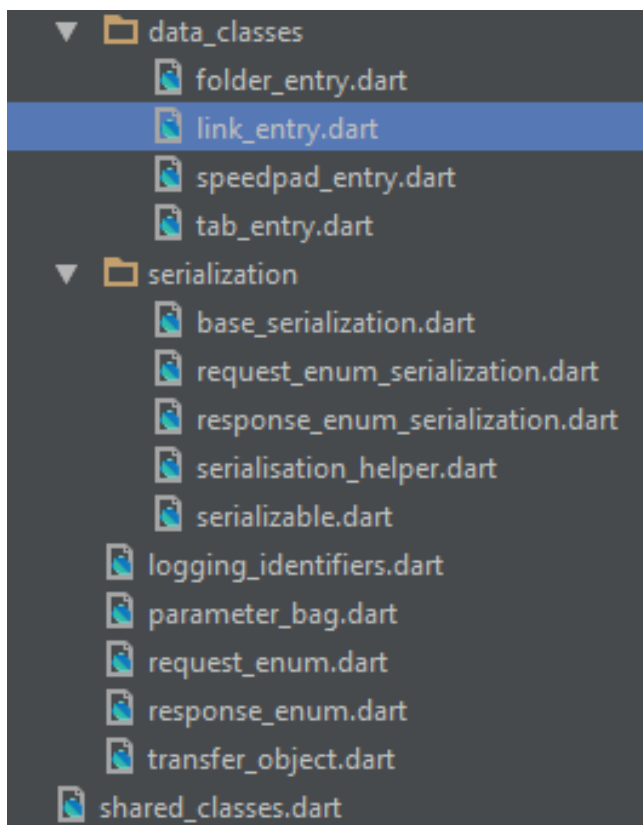 data_classes
folder_entry.dart
link_entry.dart
speedpad_entry.dart
tab_entry.dart
serialization
base_serialization.dart
request_enum_serialization.dart
response_enum_serialization.dart
serialisation_helper.dart
serializable.dart
logging_identifiers.dart
parameter_bag.dart
request_enum.dart
response_enum.dart
transfer_object.dart
shared_classes.dart